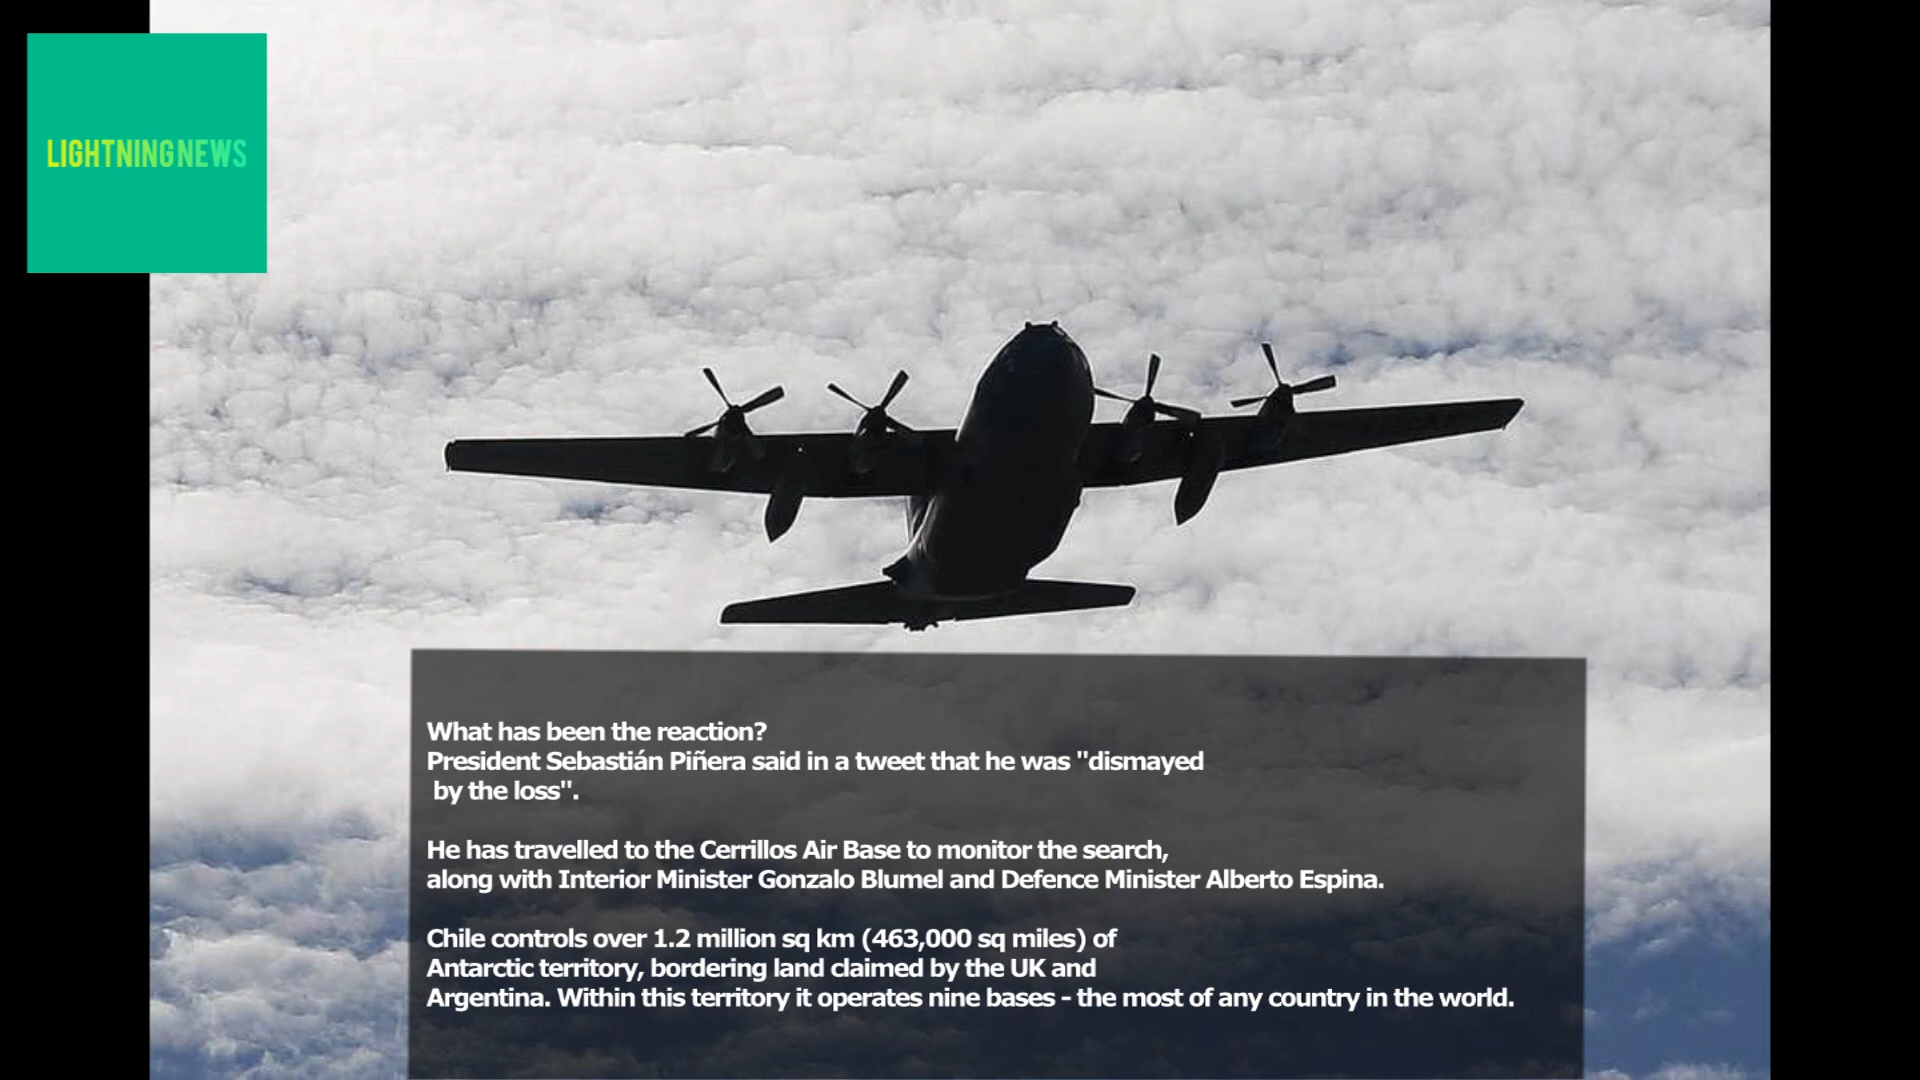 LIGHTNING NEWS
What has been the reaction?
President Sebastián Piñera said in a tweet that he was "dismayed
by the loss".
He has travelled to the Cerrillos Air Base to monitor the search,
along with Interior Minister Gonzalo Blumel and Defence Minister Alberto Espina.
Chile controls over 1.2 million sq km (463,000 sq miles) of
Antarctic territory, bordering land claimed by the UK and
Argentina. Within this territory it operates nine bases - the most of any country in the world.